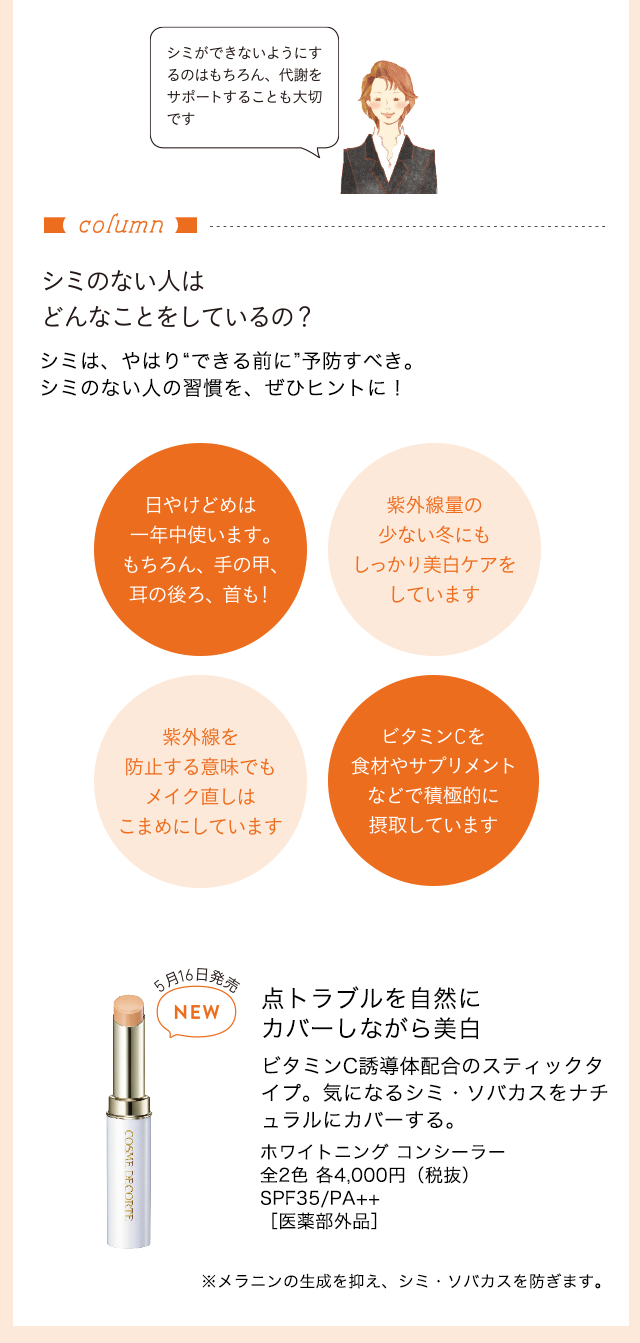 シミができないようにす
るのはもちろん、代謝を
サポートすることも大切
です
column
シミのない人は
どんなことをしているの？
シミは、やはり“できる前に”予防すべき。
シミのない人の習慣を、ぜひヒントに！
日やけどめは
一年中使います。
もちろん、手の甲、
耳の後ろ、首も！
紫外線量の
少ない冬にも
しっかり美白ケアを
しています
紫外線を
防止する意味でも
メイク直しは
こまめにしています
ビタミンCを
食材やサプリメント
などで積極的に
摂取しています
5月16日発売
NEW
COSME DECORTE
点トラブルを自然に
カバーしながら美白
ビタミンC誘導体配合のスティックタ
イプ。気になるシミ・ソバカスをナチ
ュラルにカバーする。
ホワイトニング コンシーラー
全2色 各4,000円（税抜）
SPF35/PA++
［医薬部外品］
※メラニンの生成を抑え、シミ・ソバカスを防ぎます。